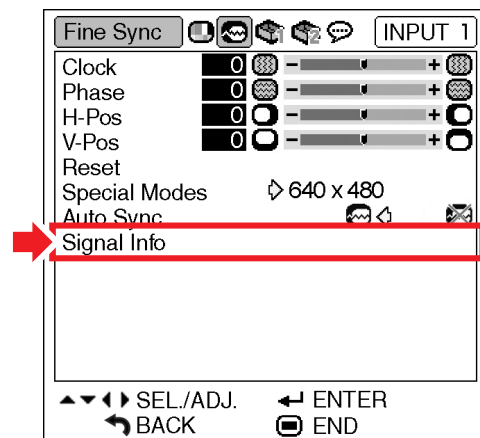 Fine Sync INPUT 1
Clock 0 − +
Phase 0 − +
H-Pos 0 − +
V-Pos 0 − +
Reset
Special Modes 640 x 480
Auto Sync
Signal Info
SEL./ADJ. ENTER
BACK END